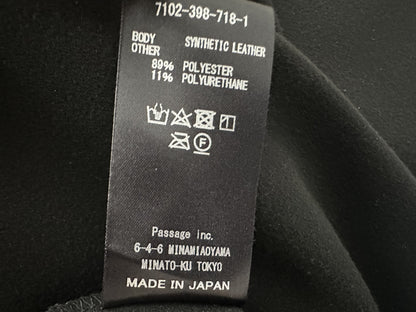 7102-398-718-1
BODY SYNTHETIC LEATHER
OTHER
89% POLYESTER
11% POLYURETHANE
F
Passage inc.
6-4-6 MINAMIAOYAMA
MINATO-KU TOKYO
MADE IN JAPAN